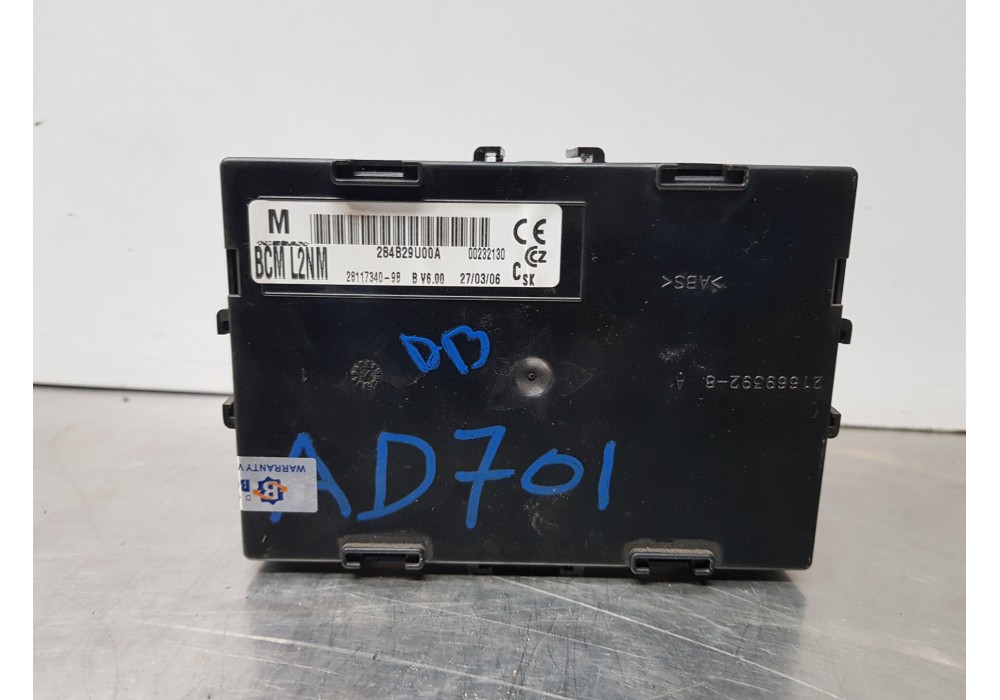 M
BCM L2NM
284B29U00A 00232130
28117340-9B B V6.00 27/03/06
CE
CCZ
C SK
>ABS<
DB
21669392-8 A
AD701
WARRANTY
B